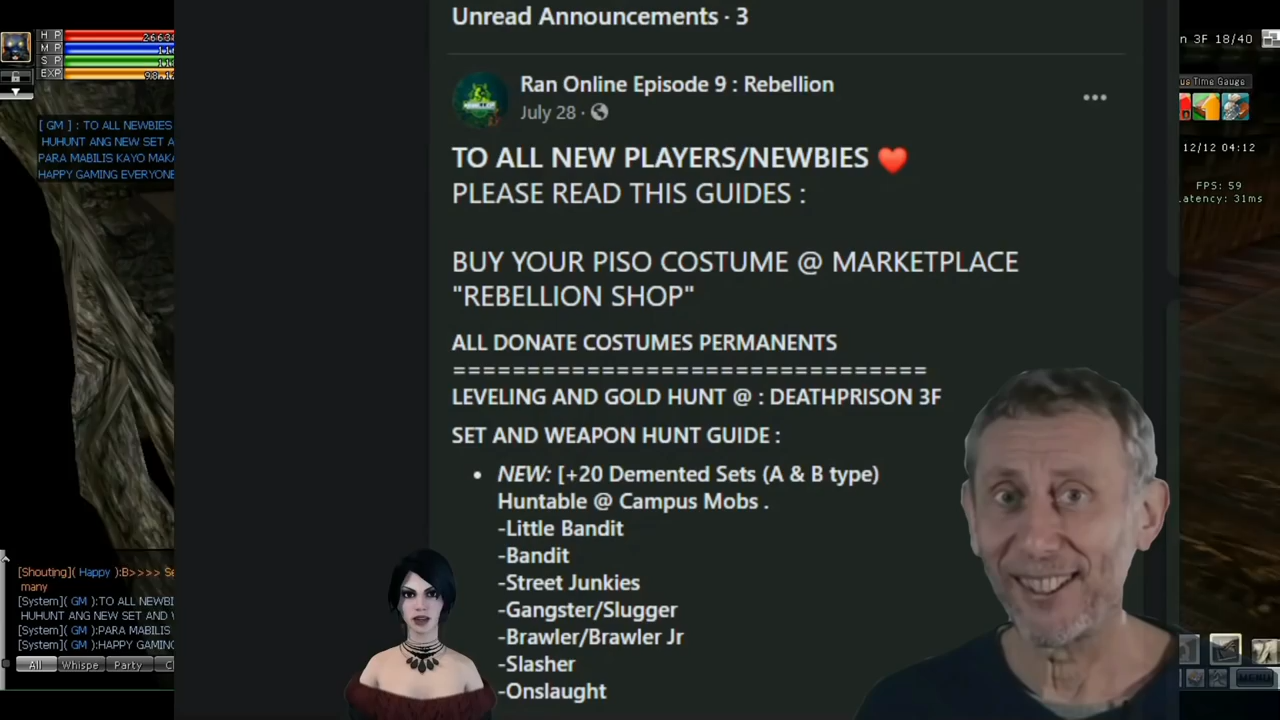 Unread Announcements · 3
Ran Online Episode 9 : Rebellion
July 28 ·
TO ALL NEW PLAYERS/NEWBIES ❤️
PLEASE READ THIS GUIDES :
BUY YOUR PISO COSTUME @ MARKETPLACE
"REBELLION SHOP"
ALL DONATE COSTUMES PERMANENTS
================================
LEVELING AND GOLD HUNT @ : DEATHPRISON 3F
SET AND WEAPON HUNT GUIDE :
• NEW: [+20 Demented Sets (A & B type)
Huntable @ Campus Mobs .
-Little Bandit
-Bandit
-Street Junkies
-Gangster/Slugger
-Brawler/Brawler Jr
-Slasher
-Onslaught
H P
M P
S P
EXP
[ GM ] : TO ALL NEWBIES
HUHUNT ANG NEW SET A
PARA MABILIS KAYO MAKA
HAPPY GAMING EVERYONE
3F 18/40
Time Gauge
12/12 04:12
FPS: 59
Latency: 31ms
[Shouting]( Happy ):B>>>> Se
many
[System]( GM ):TO ALL NEWBI
HUHUNT ANG NEW SET AND
[System]( GM ):PARA MABILIS
[System]( GM ):HAPPY GAMING
All Whispe Party
MENU